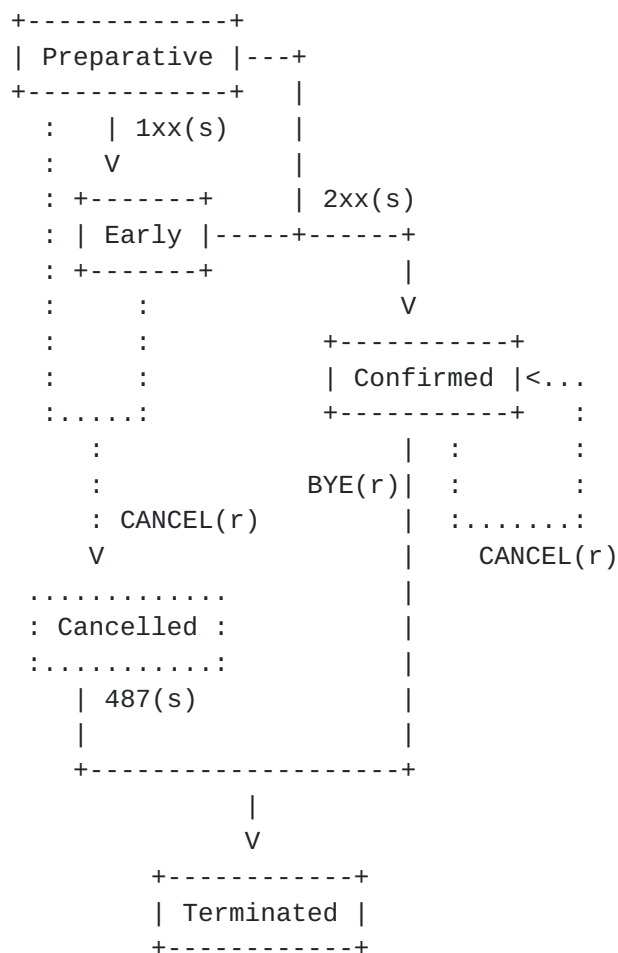 Preparative
1xx(s)
2xx(s)
Early
Confirmed
BYE(r)
CANCEL(r)
CANCEL(r)
Cancelled
487(s)
Terminated